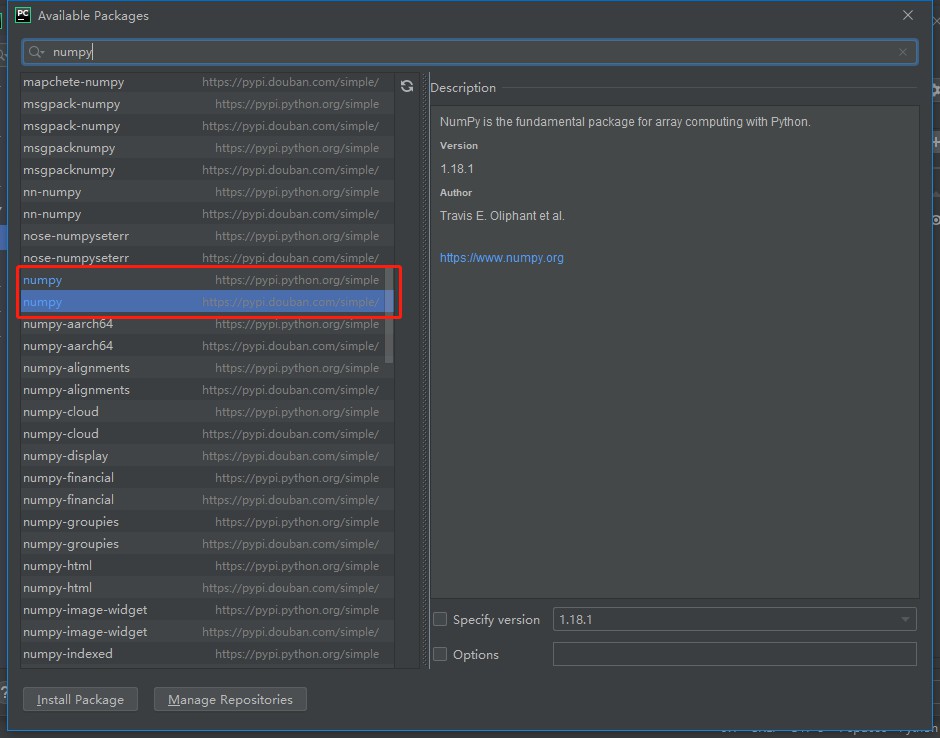 PC Available Packages
numpy
mapchete-numpy https://pypi.douban.com/simple/
msgpack-numpy https://pypi.python.org/simple
msgpack-numpy https://pypi.douban.com/simple/
msgpacknumpy https://pypi.python.org/simple
msgpacknumpy https://pypi.douban.com/simple/
nn-numpy https://pypi.python.org/simple
nn-numpy https://pypi.douban.com/simple/
nose-numpyseterr https://pypi.python.org/simple
nose-numpyseterr https://pypi.douban.com/simple/
numpy https://pypi.python.org/simple
numpy https://pypi.douban.com/simple/
numpy-aarch64 https://pypi.python.org/simple
numpy-aarch64 https://pypi.douban.com/simple/
numpy-alignments https://pypi.python.org/simple
numpy-alignments https://pypi.douban.com/simple/
numpy-cloud https://pypi.python.org/simple
numpy-cloud https://pypi.douban.com/simple/
numpy-display https://pypi.douban.com/simple/
numpy-financial https://pypi.python.org/simple
numpy-financial https://pypi.douban.com/simple/
numpy-groupies https://pypi.python.org/simple
numpy-groupies https://pypi.douban.com/simple/
numpy-html https://pypi.python.org/simple
numpy-html https://pypi.douban.com/simple/
numpy-image-widget https://pypi.python.org/simple
numpy-image-widget https://pypi.douban.com/simple/
numpy-indexed https://pypi.python.org/simple
Description
NumPy is the fundamental package for array computing with Python.
Version
1.18.1
Author
Travis E. Oliphant et al.
https://www.numpy.org
Specify version 1.18.1
Options
Install Package Manage Repositories